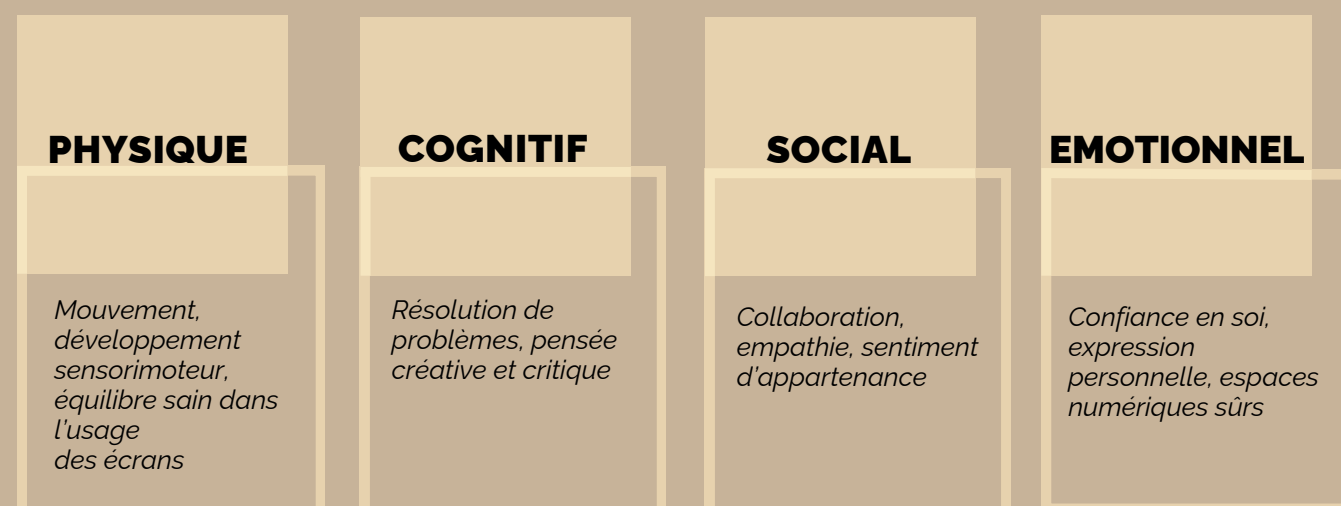 PHYSIQUE
Mouvement,
développement
sensorimoteur,
équilibre sain dans
l'usage
des écrans
COGNITIF
Résolution de
problèmes, pensée
créative et critique
SOCIAL
Collaboration,
empathie, sentiment
d'appartenance
EMOTIONNEL
Confiance en soi,
expression
personnelle, espaces
numériques sûrs